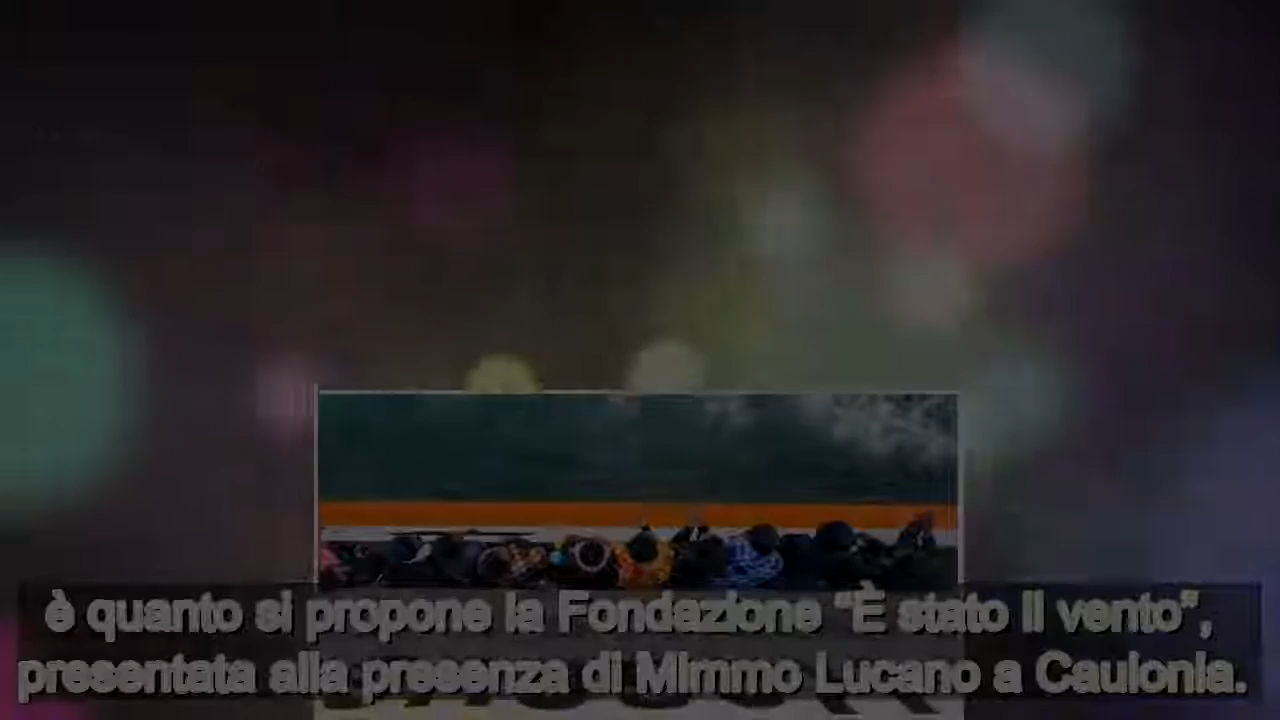 è quanto si propone la Fondazione “È stato il vento”,
presentata alla presenza di Mimmo Lucano a Caulonia.